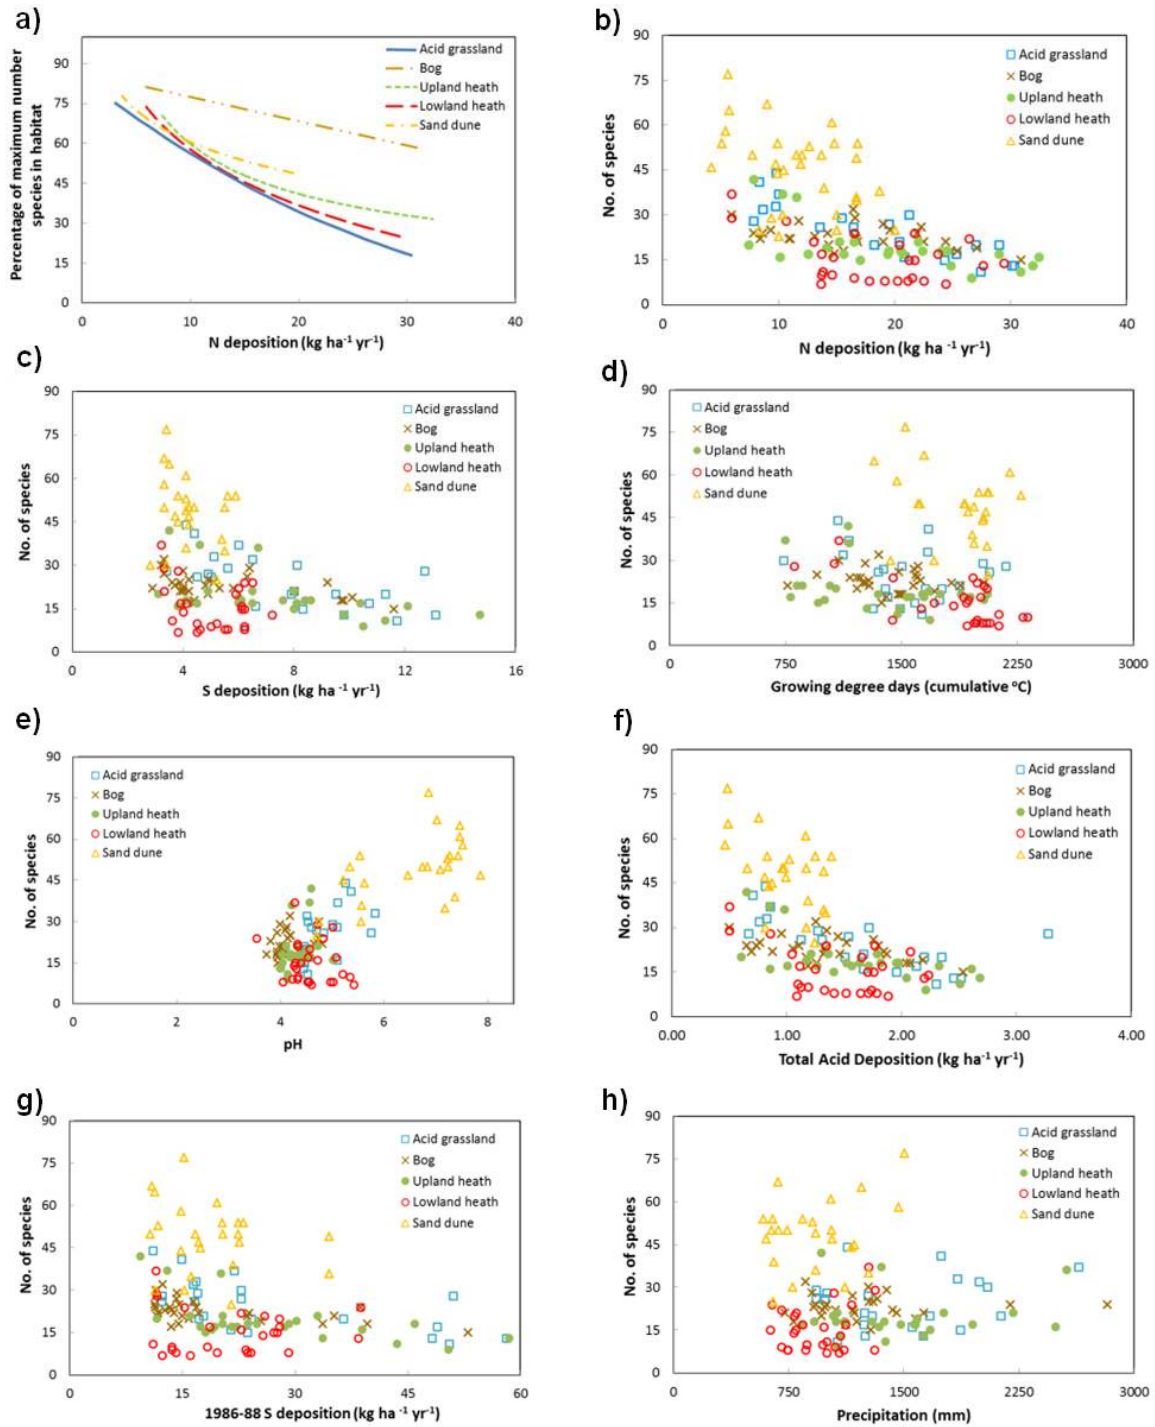 a)
Percentage of maximum number
species in habitat
90
75
60
45
30
15
0
0 10 20 30 40
N deposition (kg ha-1 yr-1)
Acid grassland
Bog
Upland heath
Lowland heath
Sand dune
b)
No. of species
90
75
60
45
30
15
0
0 10 20 30 40
N deposition (kg ha -1 yr-1)
Acid grassland
Bog
Upland heath
Lowland heath
Sand dune
c)
No. of species
90
75
60
45
30
15
0
0 4 8 12 16
S deposition (kg ha -1 yr-1)
Acid grassland
Bog
Upland heath
Lowland heath
Sand dune
d)
No. of species
90
75
60
45
30
15
0
0 750 1500 2250 3000
Growing degree days (cumulative oC)
Acid grassland
Bog
Upland heath
Lowland heath
Sand dune
e)
No. of species
90
75
60
45
30
15
0
0 2 4 6 8
pH
Acid grassland
Bog
Upland heath
Lowland heath
Sand dune
f)
No. of species
90
75
60
45
30
15
0
0.00 1.00 2.00 3.00 4.00
Total Acid Deposition (kg ha-1 yr-1)
Acid grassland
Bog
Upland heath
Lowland heath
Sand dune
g)
No. of species
90
75
60
45
30
15
0
0 15 30 45 60
1986-88 S deposition (kg ha -1 yr-1)
Acid grassland
Bog
Upland heath
Lowland heath
Sand dune
h)
No. of species
90
75
60
45
30
15
0
0 750 1500 2250 3000
Precipitation (mm)
Acid grassland
Bog
Upland heath
Lowland heath
Sand dune